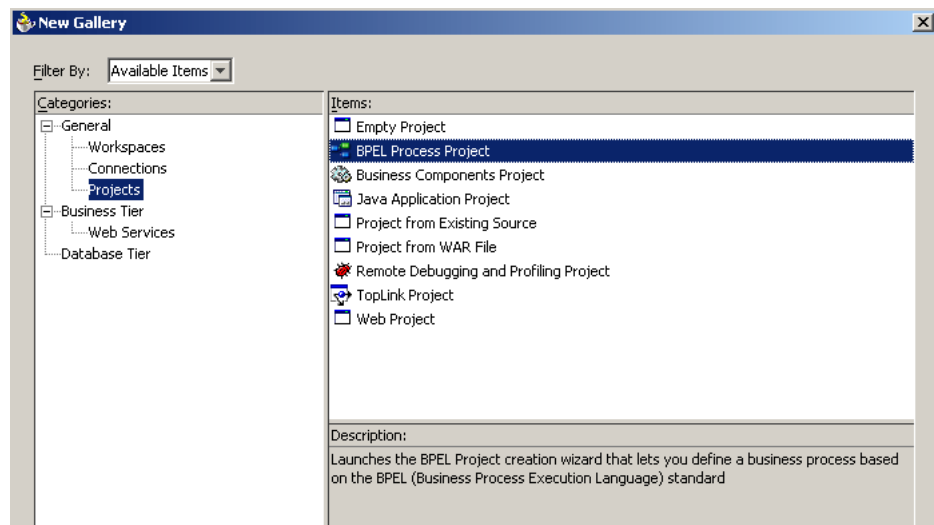 New Gallery
Filter By: Available Items
Categories:
General
Workspaces
Connections
Projects
Business Tier
Web Services
Database Tier
Items:
Empty Project
BPEL Process Project
Business Components Project
Java Application Project
Project from Existing Source
Project from WAR File
Remote Debugging and Profiling Project
TopLink Project
Web Project
Description:
Launches the BPEL Project creation wizard that lets you define a business process based
on the BPEL (Business Process Execution Language) standard